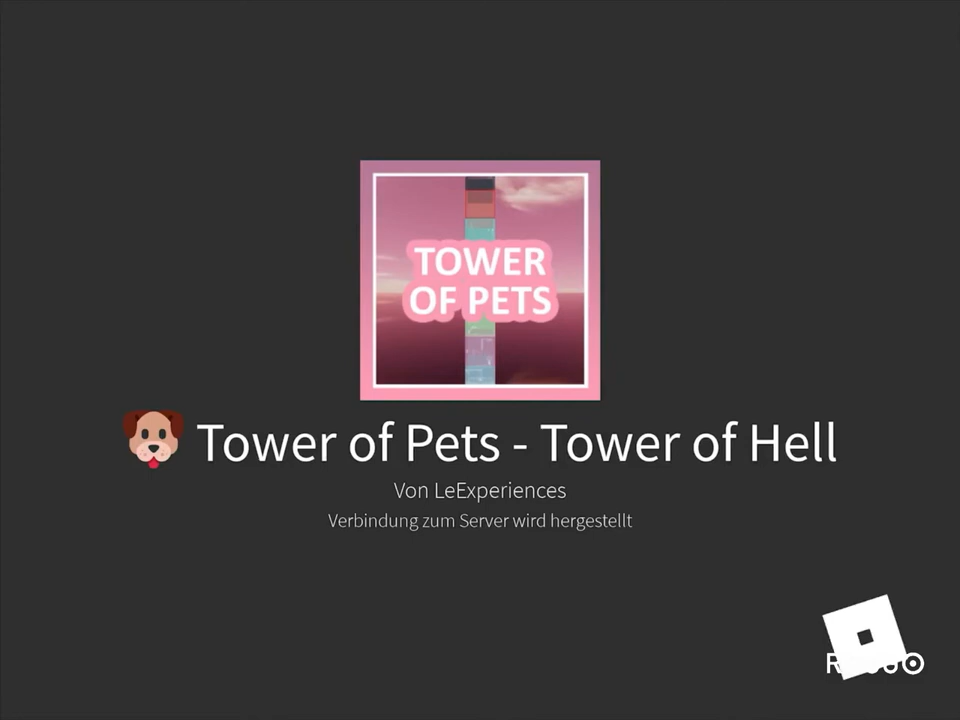 TOWER
OF PETS
Tower of Pets - Tower of Hell
Von LeExperiences
Verbindung zum Server wird hergestellt